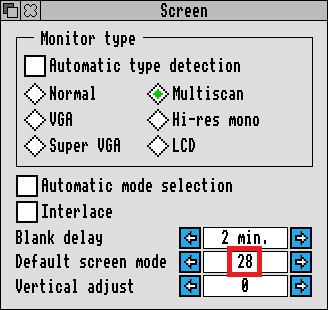 Screen
Monitor type
Automatic type detection
Normal Multiscan
VGA Hi-res mono
Super VGA LCD
Automatic mode selection
Interlace
Blank delay 2 min.
Default screen mode 28
Vertical adjust 0